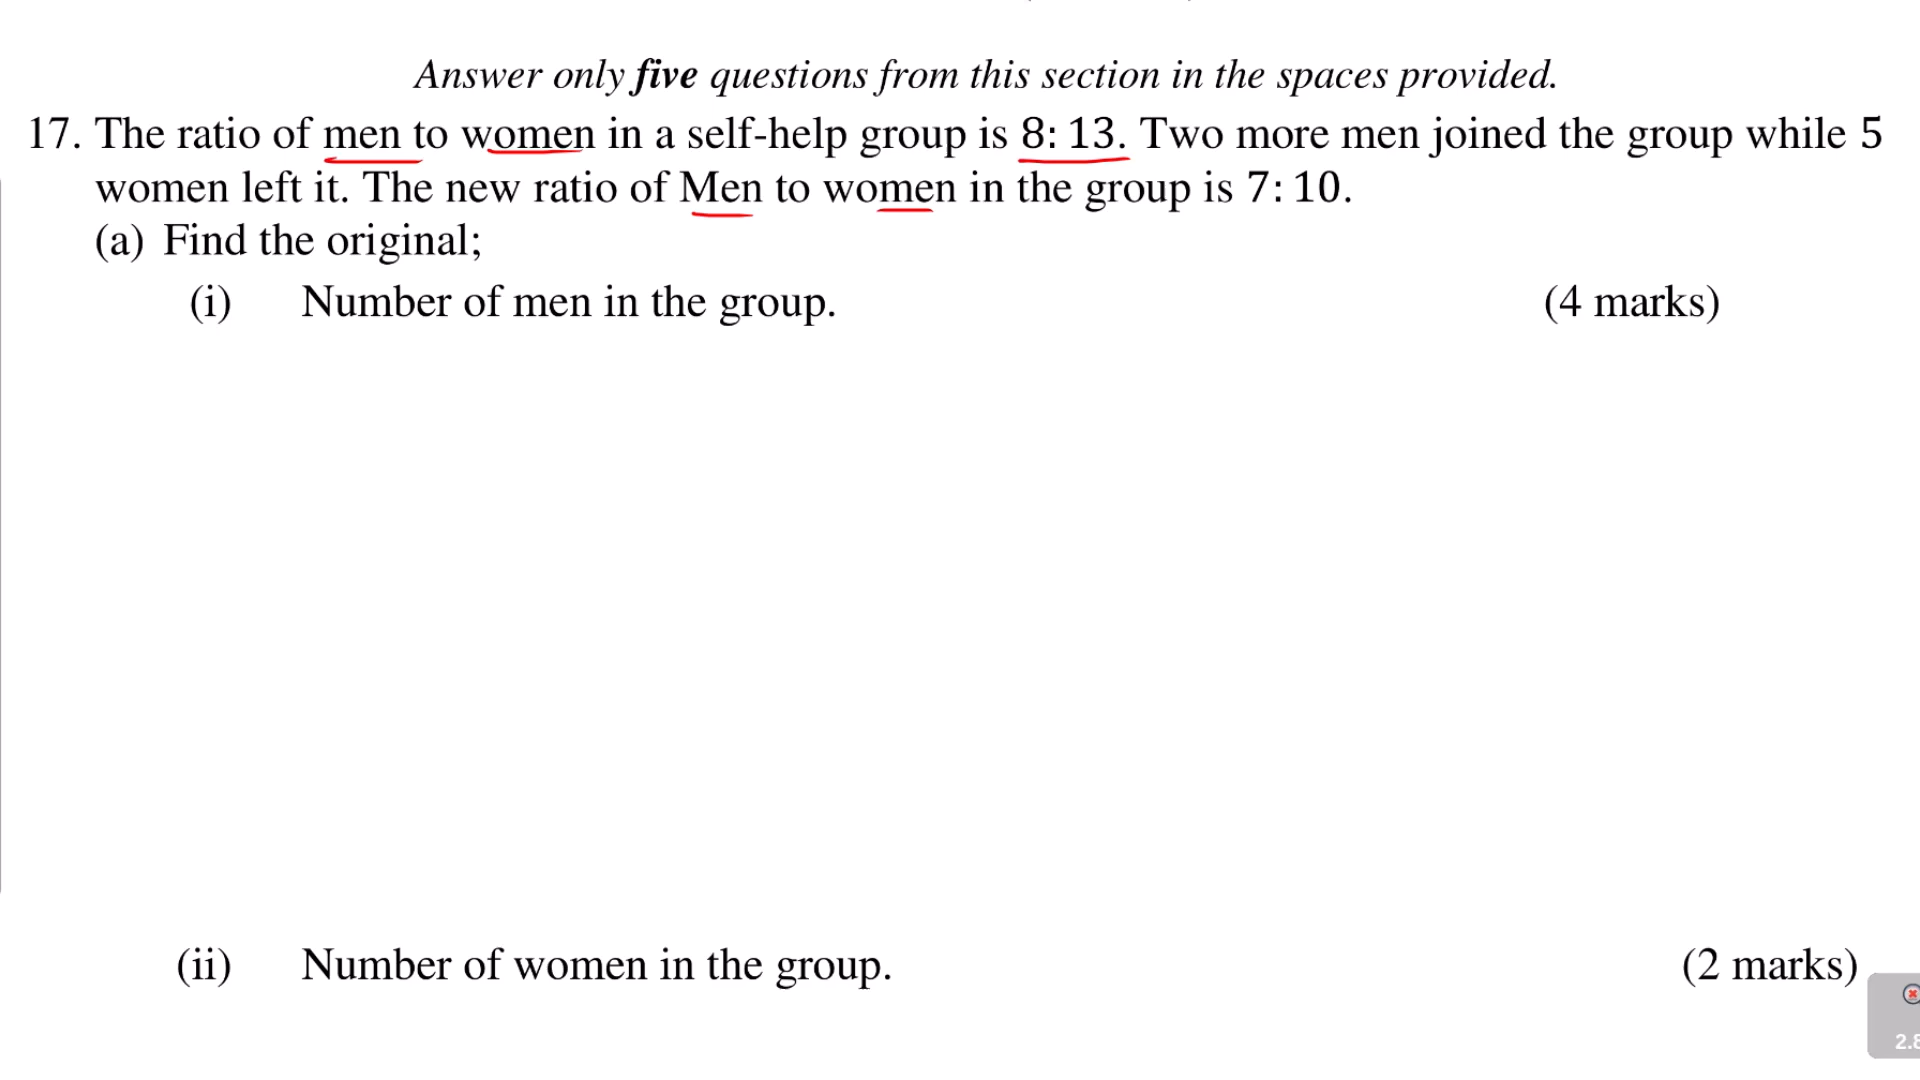 Answer only five questions from this section in the spaces provided.
17. The ratio of men to women in a self-help group is 8: 13. Two more men joined the group while 5
women left it. The new ratio of Men to women in the group is 7: 10.
(a) Find the original;
(i) Number of men in the group. (4 marks)
(ii) Number of women in the group. (2 marks)